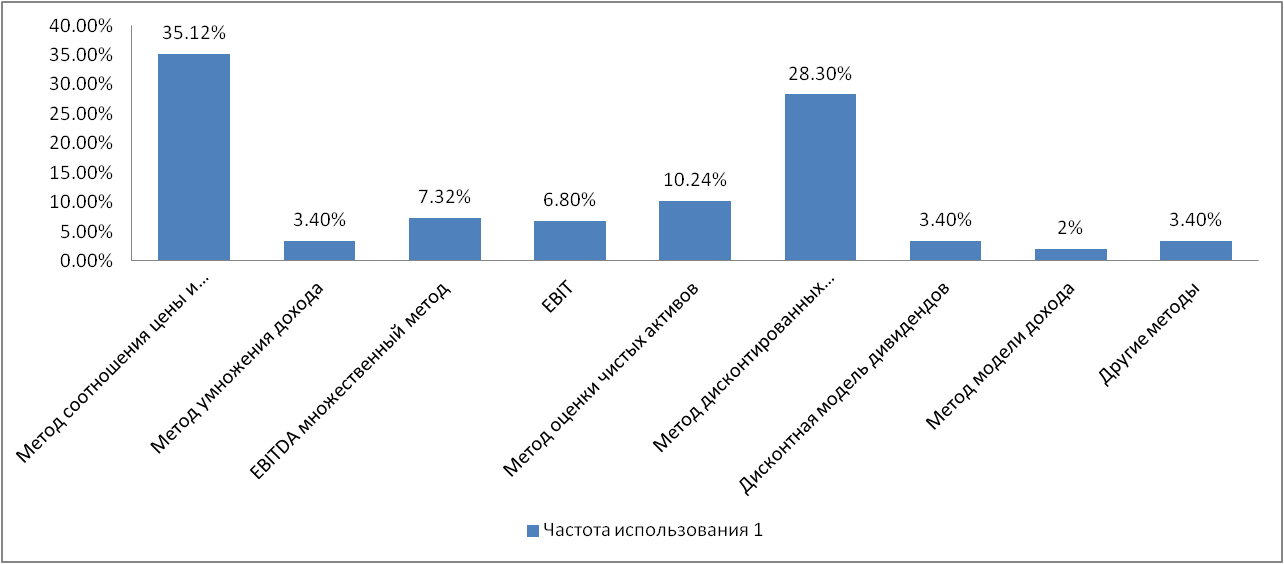 40.00%
35.00%
30.00%
25.00%
20.00%
15.00%
10.00%
5.00%
0.00%
35.12%
3.40%
7.32%
6.80%
10.24%
28.30%
3.40%
2%
3.40%
Метод соотношения цены и...
Метод умножения дохода
EBITDA множественный метод
EBIT
Метод оценки чистых активов
Метод дисконтированных...
Дисконтная модель дивидендов
Метод модели дохода
Другие методы
Частота использования 1